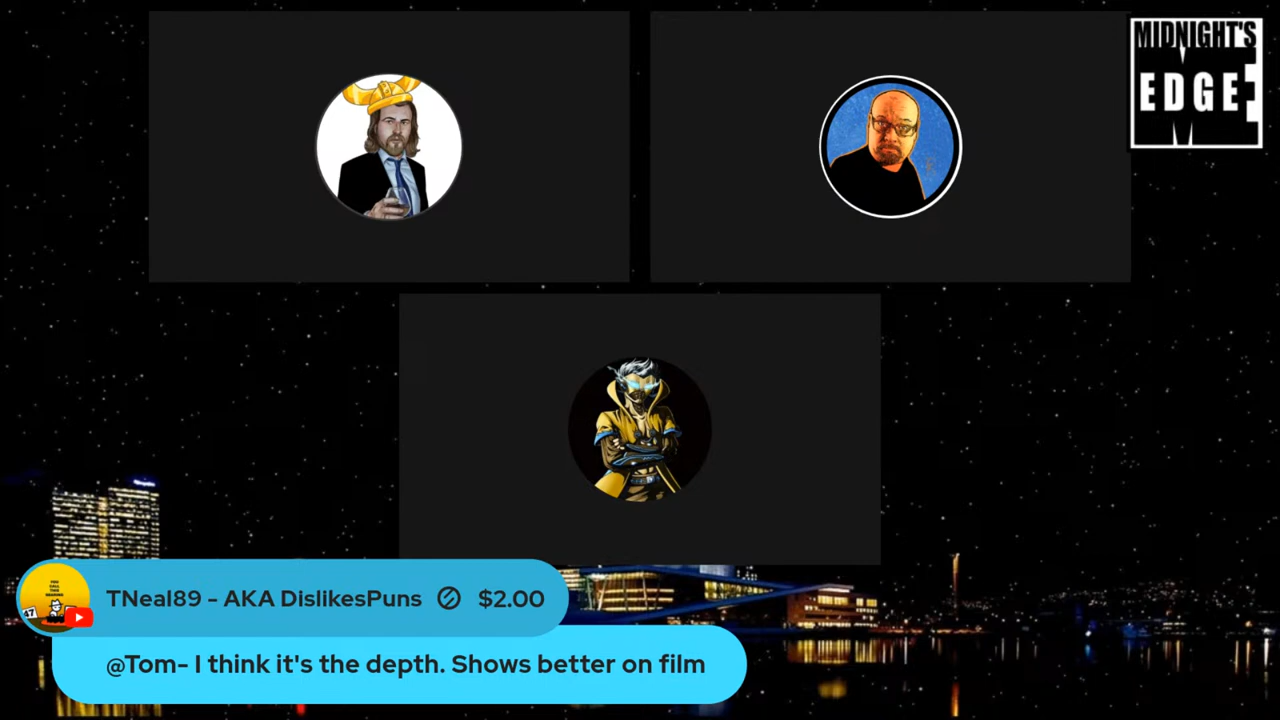 MIDNIGHT'S
EDGE
TNeal89 - AKA DislikesPuns $2.00
@Tom- I think it's the depth. Shows better on film